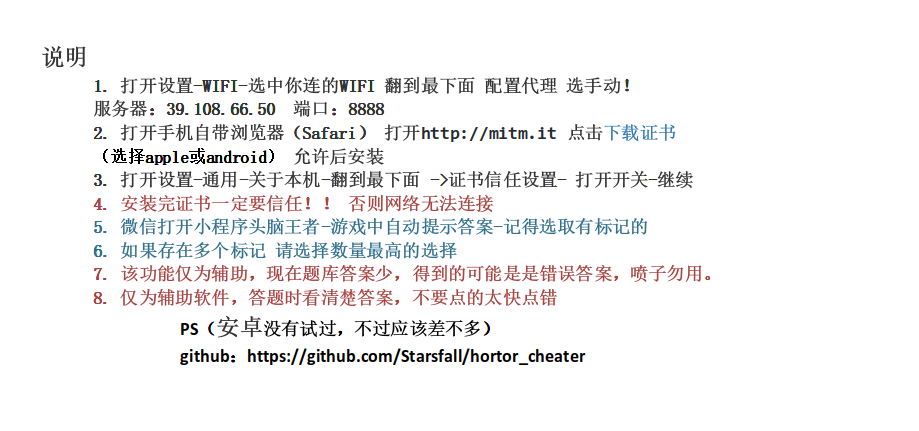 说明
1. 打开设置-WIFI-选中你连的WIFI 翻到最下面 配置代理 选手动！
服务器：39.108.66.50 端口：8888
2. 打开手机自带浏览器（Safari） 打开http://mitm.it 点击下载证书
（选择apple或android） 允许后安装
3. 打开设置-通用-关于本机-翻到最下面 ->证书信任设置- 打开开关-继续
4. 安装完证书一定要信任！！ 否则网络无法连接
5. 微信打开小程序头脑王者-游戏中自动提示答案-记得选取有标记的
6. 如果存在多个标记 请选择数量最高的选择
7. 该功能仅为辅助，现在题库答案少，得到的可能是是错误答案，喷子勿用。
8. 仅为辅助软件，答题时看清楚答案，不要点的太快点错
PS（安卓没有试过，不过应该差不多）
github：https://github.com/Starsfall/hortor_cheater